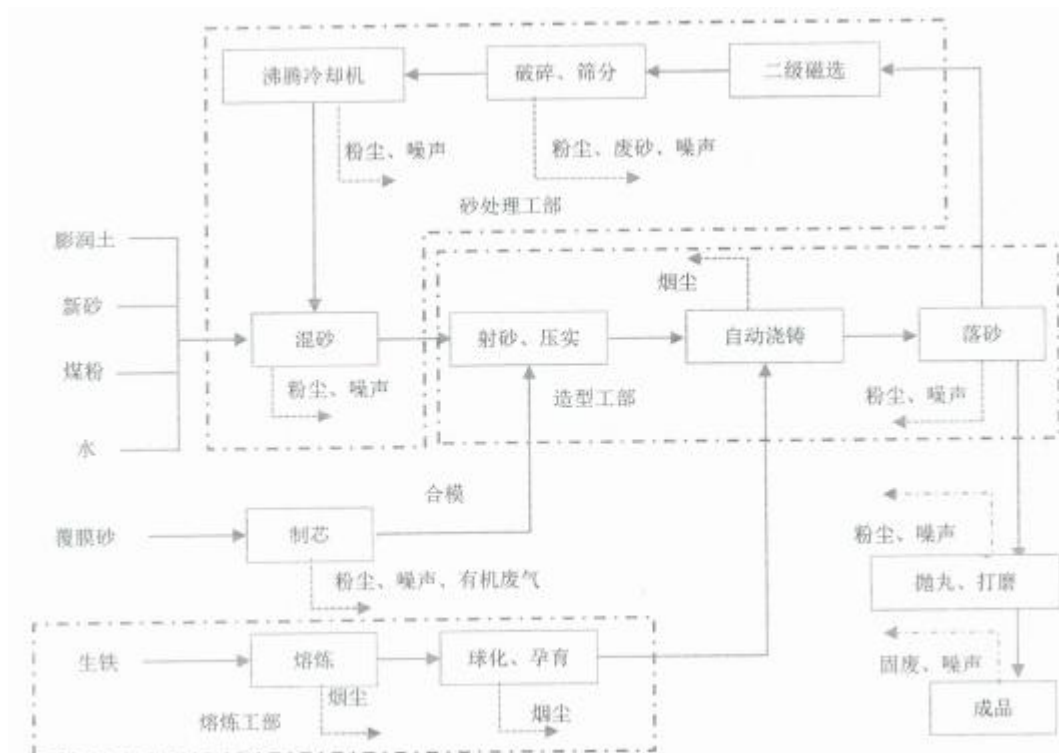 沸腾冷却机
破碎、筛分
二级磁选
粉尘、噪声
粉尘、废砂、噪声
砂处理工部
膨润土
新砂
煤粉
水
混砂
粉尘、噪声
射砂、压实
烟尘
自动浇铸
落砂
造型工部
粉尘、噪声
合模
覆膜砂
制芯
粉尘、噪声、有机废气
粉尘、噪声
抛丸、打磨
生铁
熔炼
球化、孕育
固废、噪声
烟尘
烟尘
熔炼工部
成品